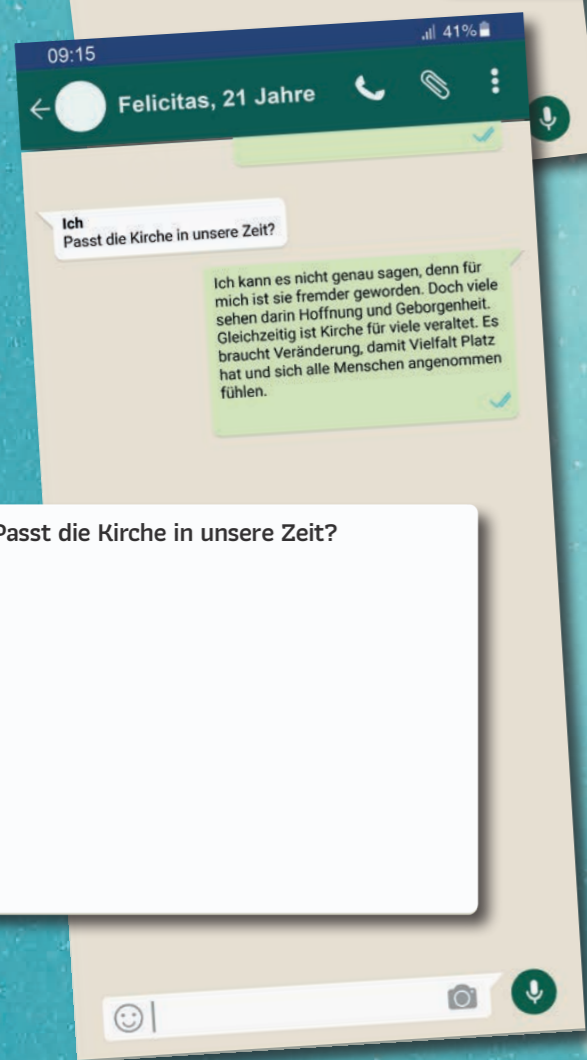 41%
09:15
Felicitas, 21 Jahre
Ich
Passt die Kirche in unsere Zeit?
Ich kann es nicht genau sagen, denn für
mich ist sie fremder geworden. Doch viele
sehen darin Hoffnung und Geborgenheit.
Gleichzeitig ist Kirche für viele veraltet. Es
braucht Veränderung, damit Vielfalt Platz
hat und sich alle Menschen angenommen
fühlen.
Passt die Kirche in unsere Zeit?